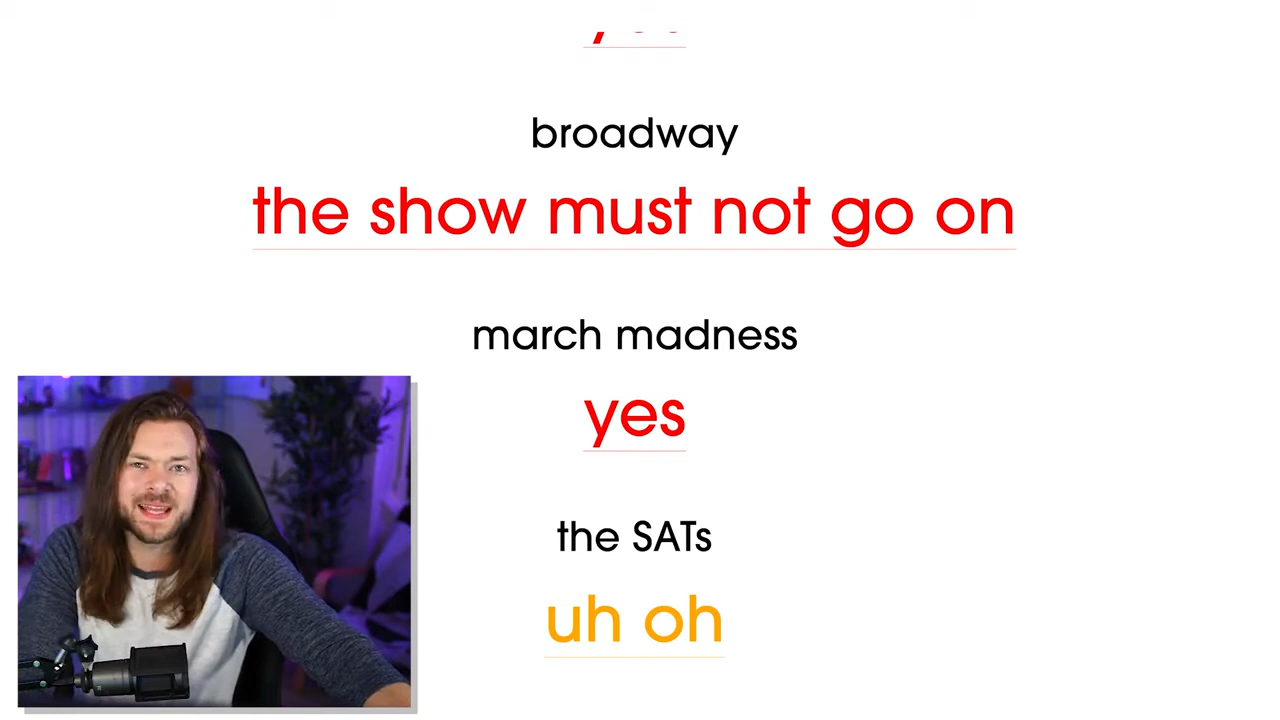 broadway
the show must not go on
march madness
yes
the SATs
uh oh